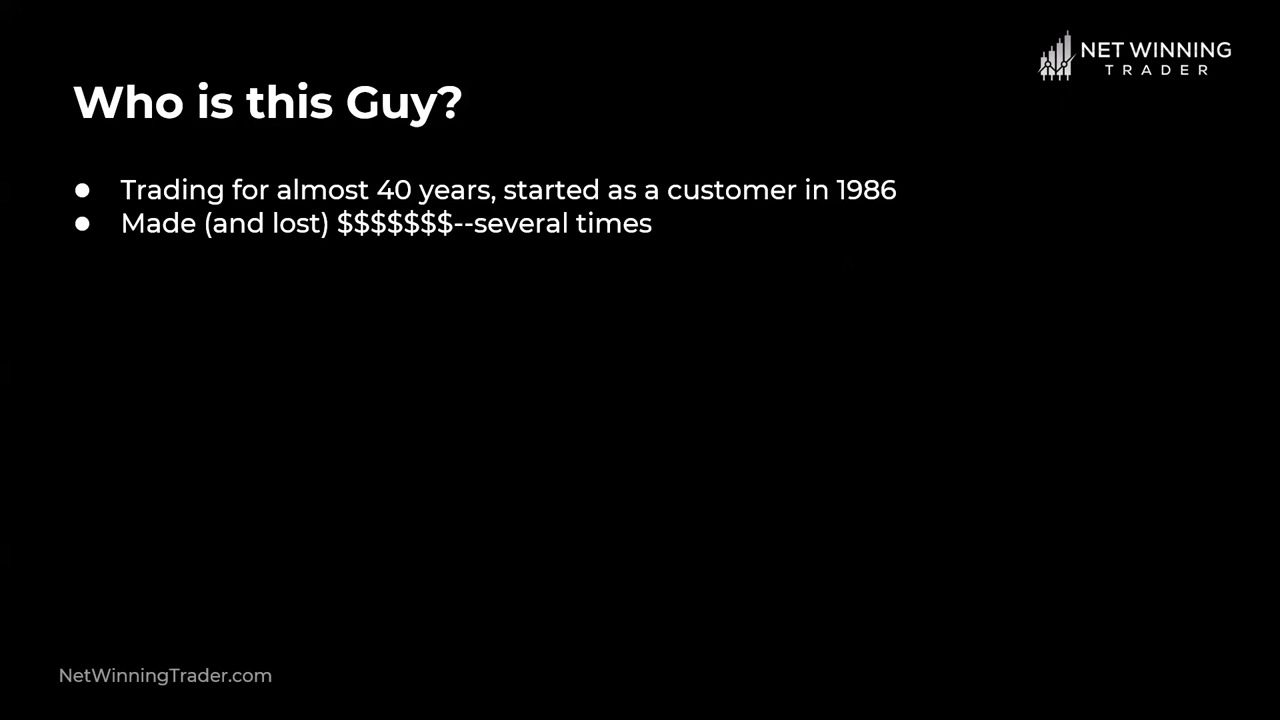 NET WINNING
TRADER
Who is this Guy?
● Trading for almost 40 years, started as a customer in 1986
● Made (and lost) $$$$$$$--several times
NetWinningTrader.com